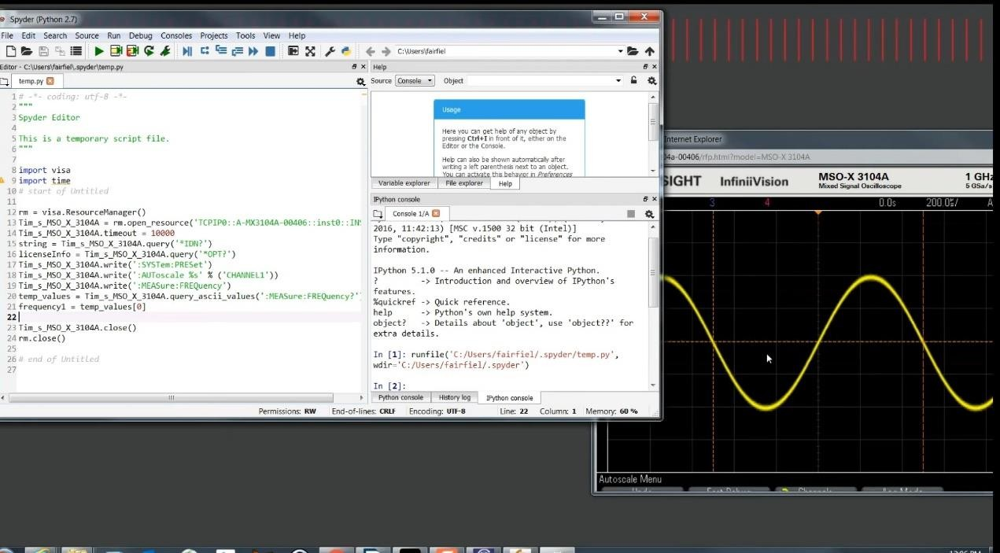 Spyder (Python 2.7)
File Edit Search Source Run Debug Consoles Projects Tools View Help
C:\Users\fairfiel
Editor - C:\Users\fairfiel\.spyder\temp.py
temp.py
1 # -*- coding: utf-8 -*-
2 """
3 Spyder Editor
4
5 This is a temporary script file.
6 """
7
8 import visa
9 import time
10 # start of Untitled
11
12 rm = visa.ResourceManager()
13 Tim_s_MSO_X_3104A = rm.open_resource('TCPIP0::A-MX3104A-00406::inst0::IN
14 Tim_s_MSO_X_3104A.timeout = 10000
15 string = Tim_s_MSO_X_3104A.query('*IDN?')
16 licenseInfo = Tim_s_MSO_X_3104A.query('*OPT?')
17 Tim_s_MSO_X_3104A.write(':SYSTem:PRESet')
18 Tim_s_MSO_X_3104A.write(':AUToscale %s' % ('CHANNEL1'))
19 Tim_s_MSO_X_3104A.write(':MEASure:FREQuency')
20 temp_values = Tim_s_MSO_X_3104A.query_ascii_values(':MEASure:FREQuency?'
21 frequency1 = temp_values[0]
22
23 Tim_s_MSO_X_3104A.close()
24 rm.close()
25
26 # end of Untitled
27
Help
Source Console Object
Usage
Here you can get help of any object by
pressing Ctrl+I in front of it, either on the
Editor or the Console.
Help can also be shown automatically after
writing a left parenthesis next to an object.
You can activate this behavior in Preferences
Variable explorer File explorer Help
IPython console
Console 1/A
2016, 11:42:13) [MSC v.1500 32 bit (Intel)]
Type "copyright", "credits" or "license" for more
information.
IPython 5.1.0 -- An enhanced Interactive Python.
? -> Introduction and overview of IPython's
features.
%quickref -> Quick reference.
help -> Python's own help system.
object? -> Details about 'object', use 'object??' for
extra details.
In [1]: runfile('C:/Users/fairfiel/.spyder/temp.py',
wdir='C:/Users/fairfiel/.spyder')
In [2]:
Python console History log IPython console
Permissions: RW End-of-lines: CRLF Encoding: UTF-8 Line: 22 Column: 1 Memory: 60 %
Internet Explorer
04a-00406/rfp.html?model=MSO-X 3104A
SIGHT InfiniiVision MSO-X 3104A 1 GHz
Mixed Signal Oscilloscope 5 GSa/s
3 4 0.0s 200.0
Autoscale Menu